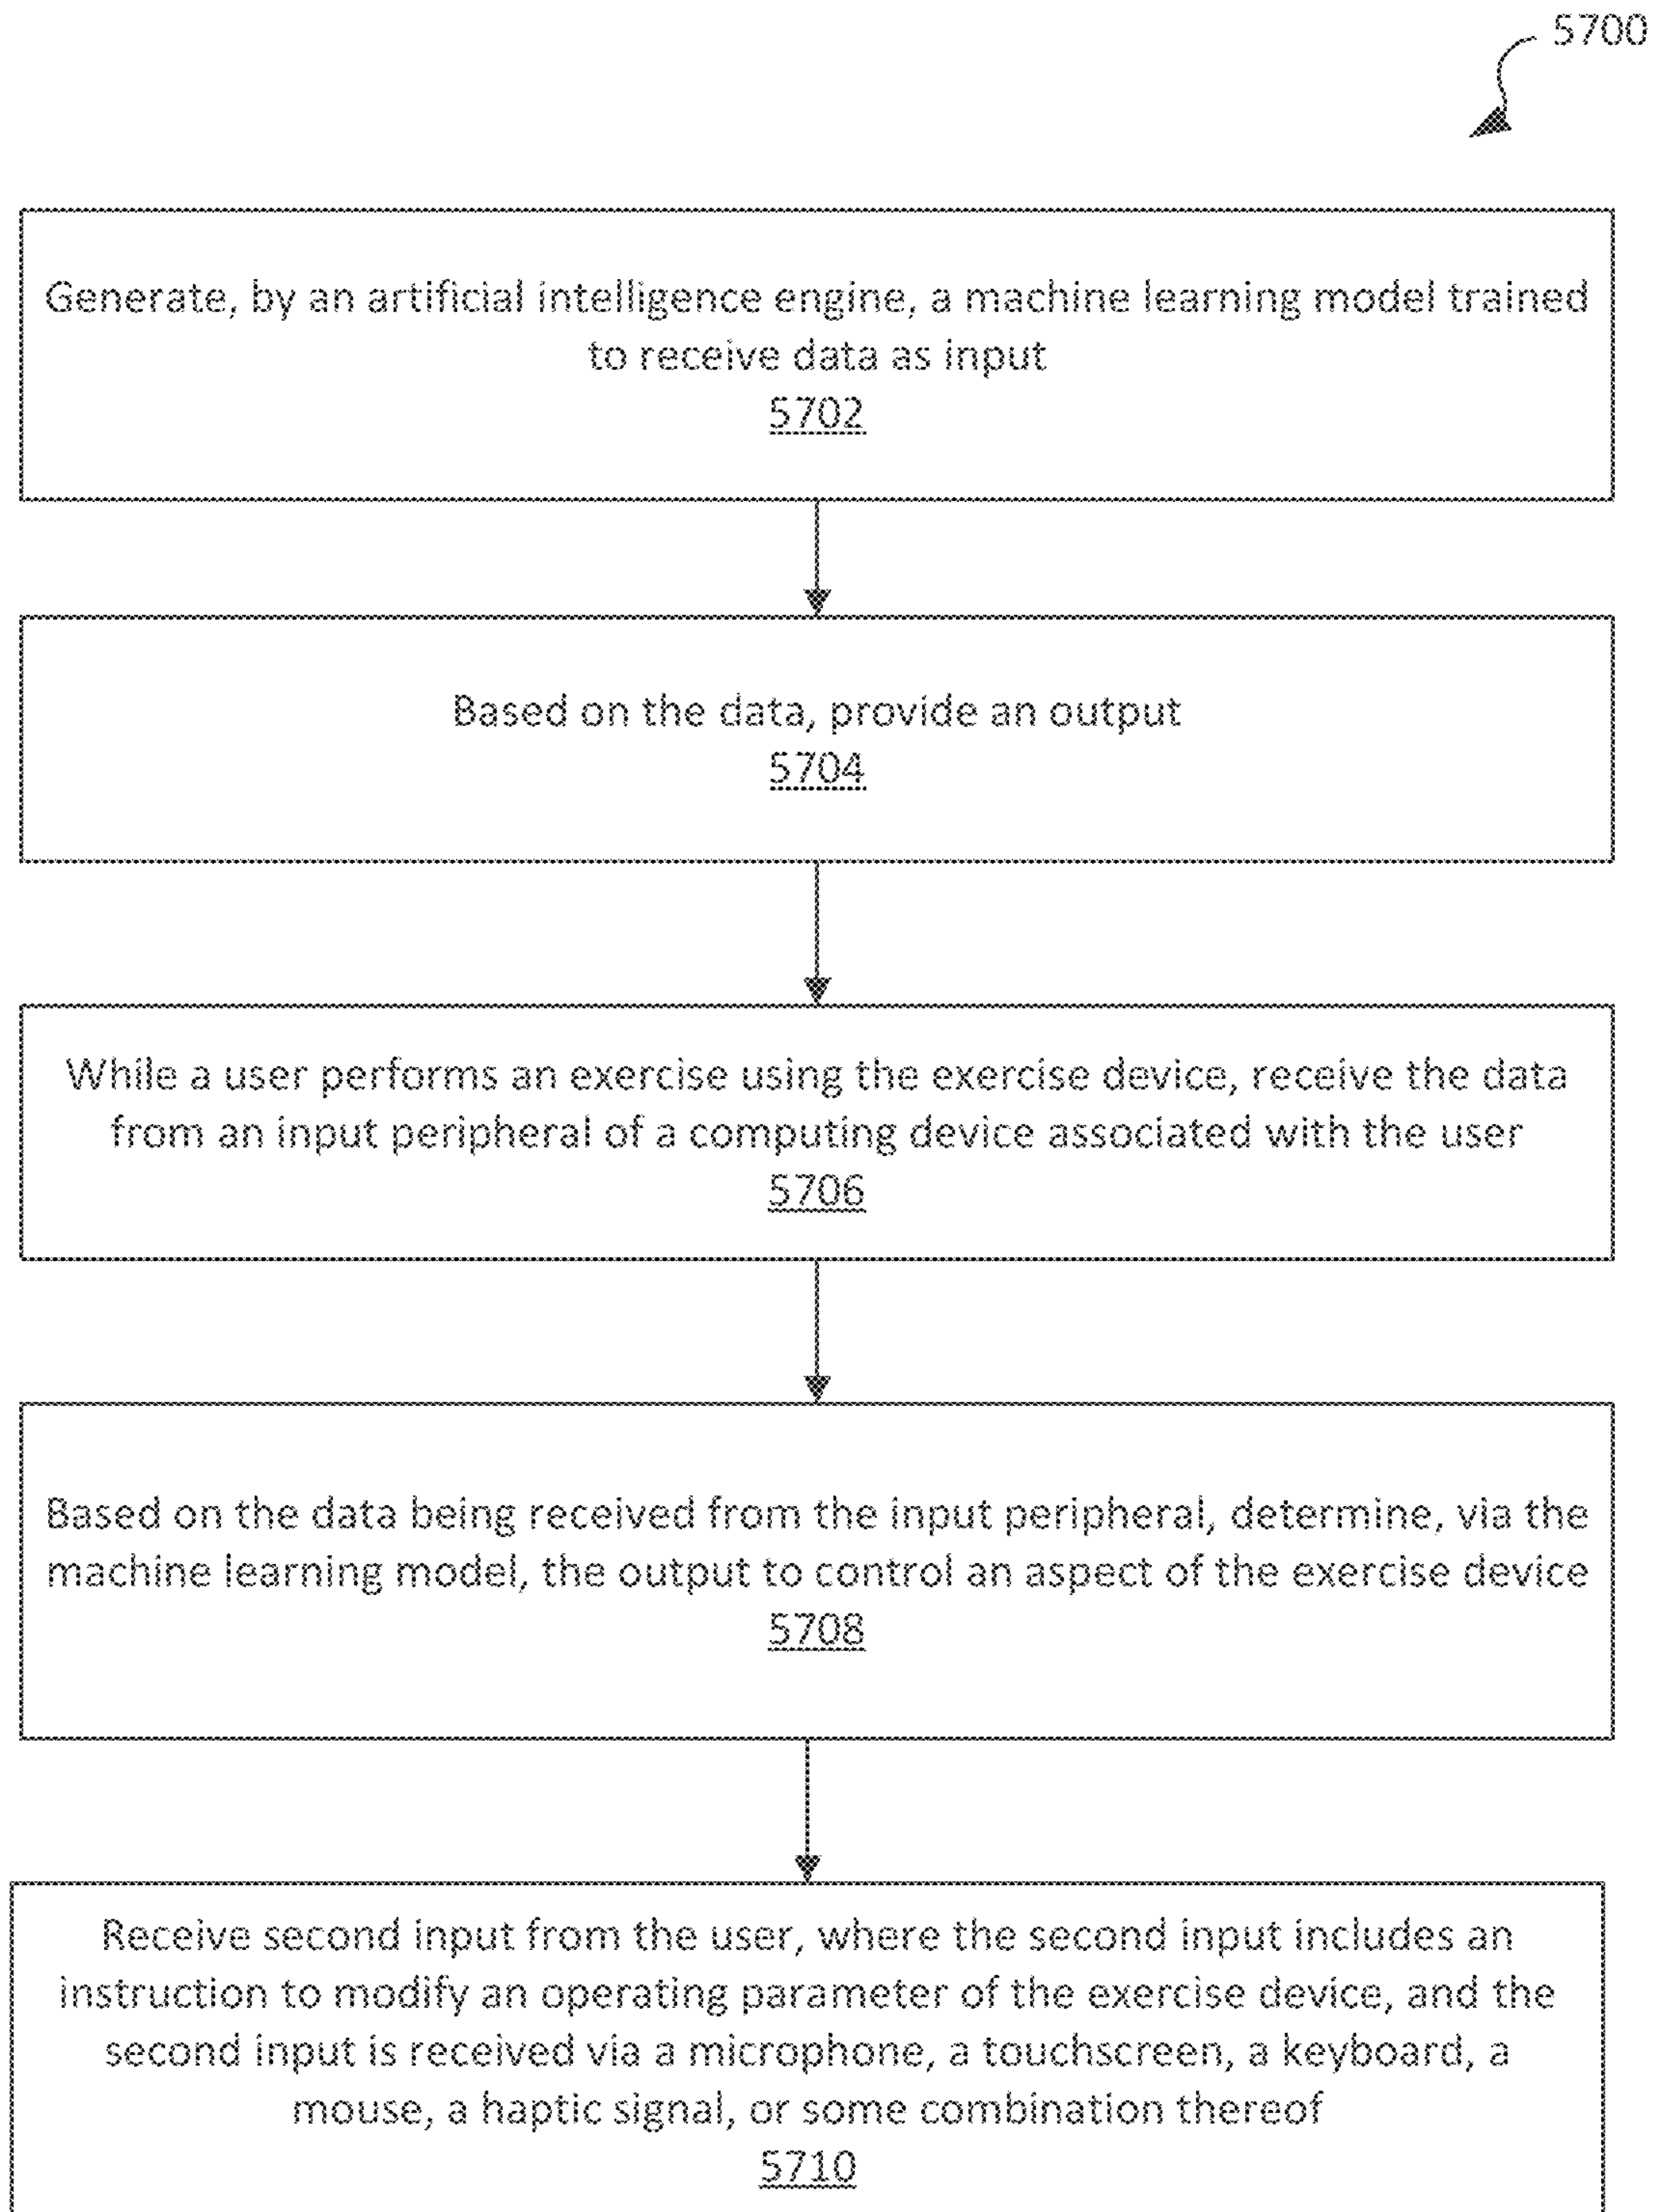 5700
Generate, by an artificial intelligence engine, a machine learning model trained
to receive data as input
5702
Based on the data, provide an output
5704
While a user performs an exercise using the exercise device, receive the data
from an input peripheral of a computing device associated with the user
5706
Based on the data being received from the input peripheral, determine, via the
machine learning model, the output to control an aspect of the exercise device
5708
Receive second input from the user, where the second input includes an
instruction to modify an operating parameter of the exercise device, and the
second input is received via a microphone, a touchscreen, a keyboard, a
mouse, a haptic signal, or some combination thereof
5710